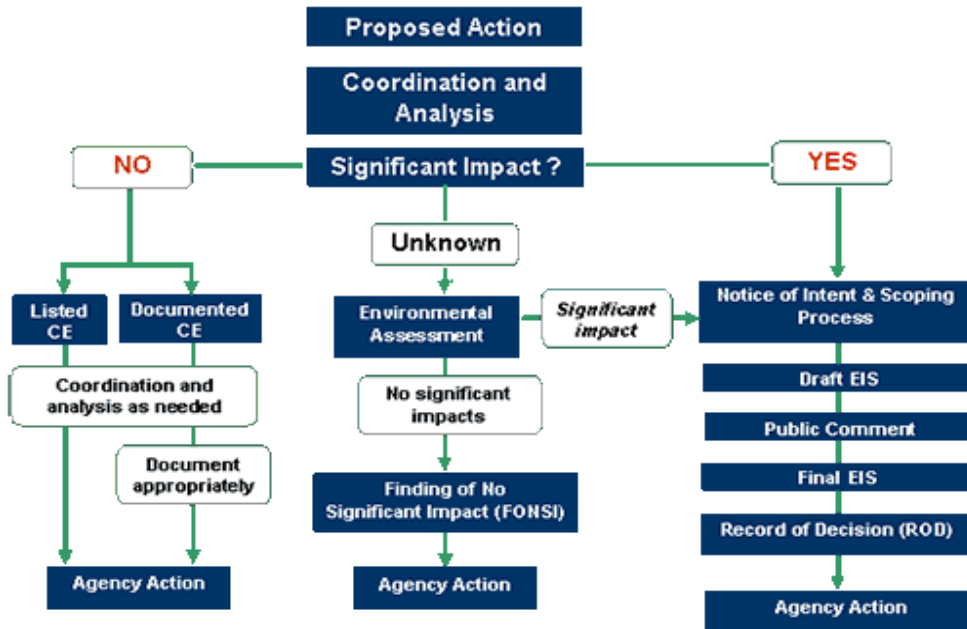 Proposed Action
Coordination and
Analysis
NO
Significant Impact ?
YES
Unknown
Listed
CE
Documented
CE
Environmental
Assessment
Significant
impact
Notice of Intent & Scoping
Process
Coordination and
analysis as needed
No significant
impacts
Draft EIS
Public Comment
Document
appropriately
Final EIS
Finding of No
Significant Impact (FONSI)
Record of Decision (ROD)
Agency Action
Agency Action
Agency Action